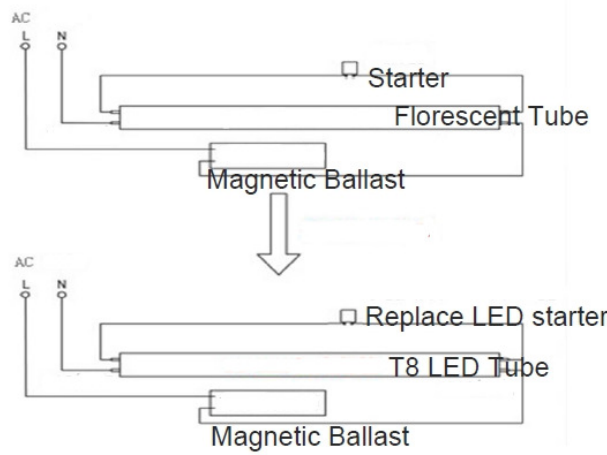 AC
L N
Starter
Florescent Tube
Magnetic Ballast
AC
L N
Replace LED starter
T8 LED Tube
Magnetic Ballast